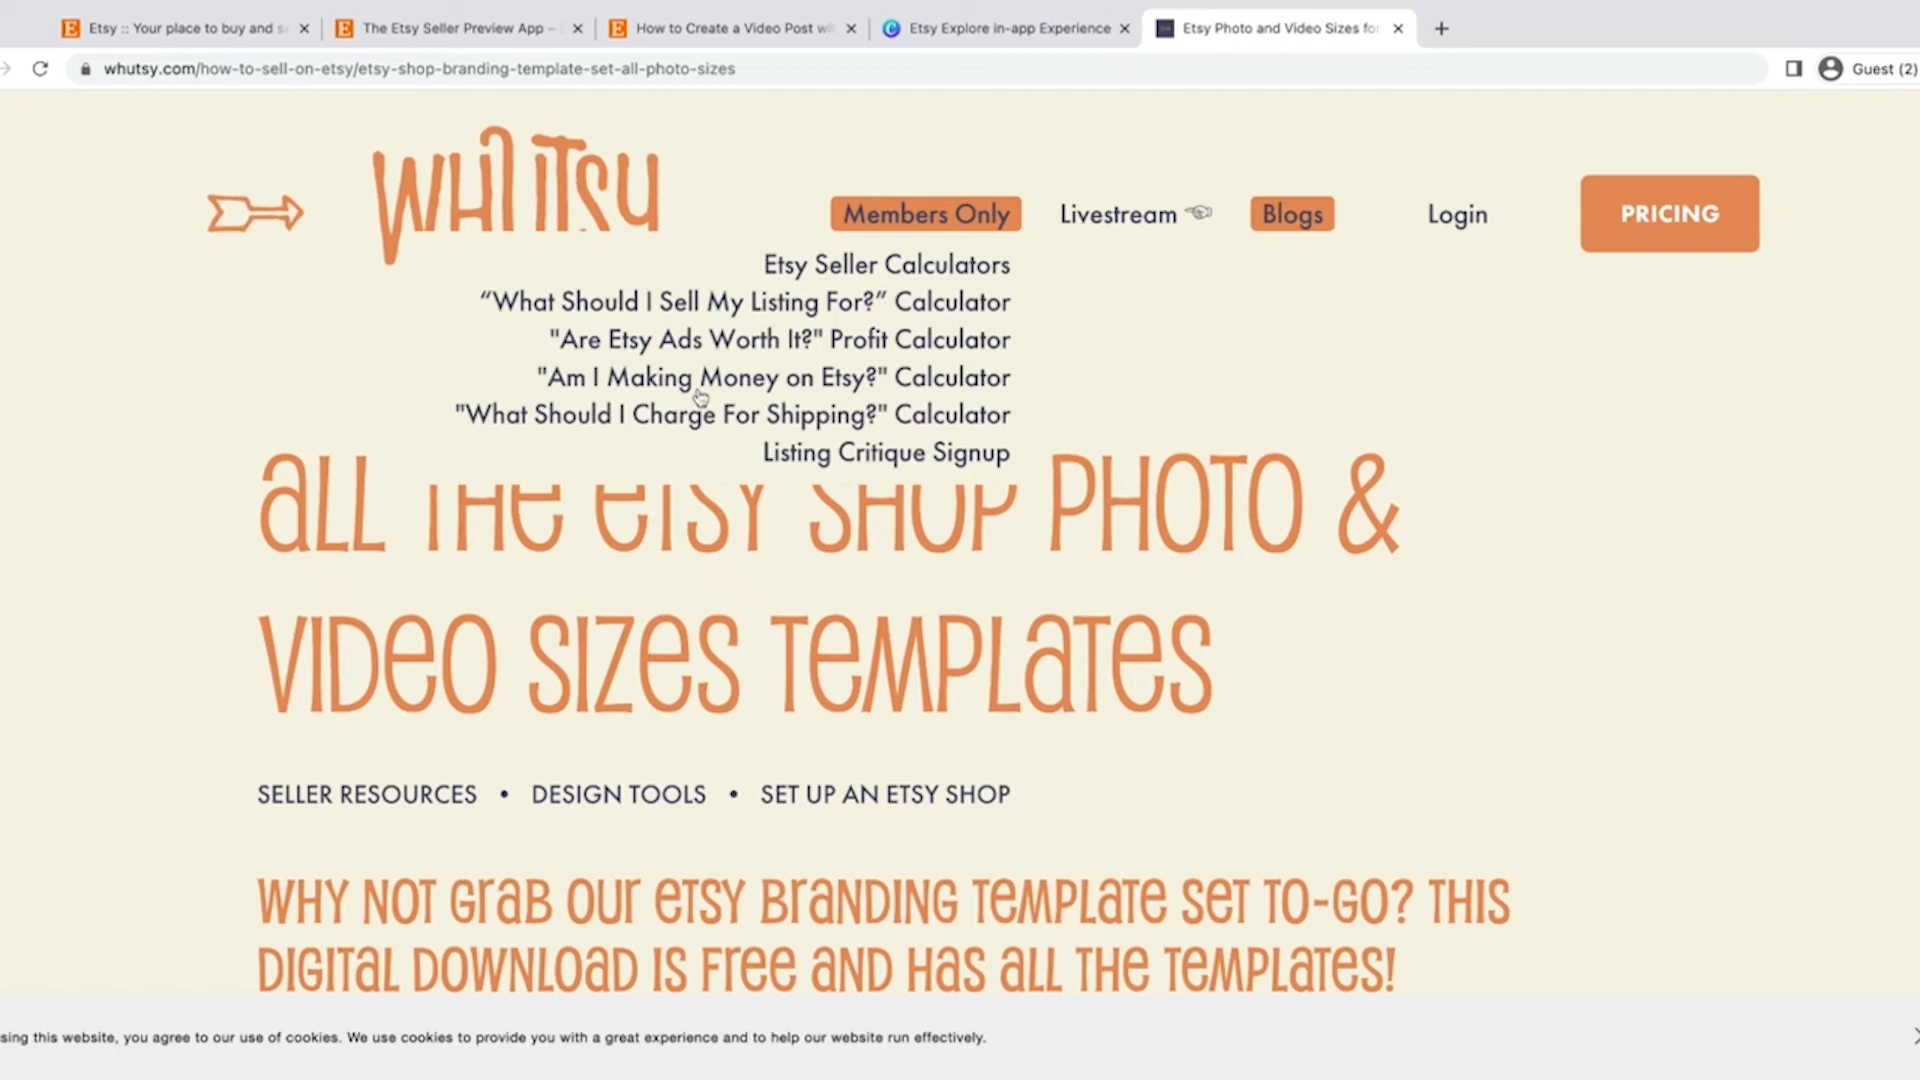 Etsy :: Your place to buy and s
The Etsy Seller Preview App –
How to Create a Video Post wi
Etsy Explore in-app Experience
Etsy Photo and Video Sizes for
whutsy.com/how-to-sell-on-etsy/etsy-shop-branding-template-set-all-photo-sizes
Guest (2)
WHUTSY
Members Only
Livestream
Blogs
Login
PRICING
Etsy Seller Calculators
“What Should I Sell My Listing For?” Calculator
"Are Etsy Ads Worth It?" Profit Calculator
"Am I Making Money on Etsy?" Calculator
"What Should I Charge For Shipping?" Calculator
Listing Critique Signup
aLL THe eTSY SHOP PHOTO &
VIDeO SIZeS TeMPLaTeS
SELLER RESOURCES • DESIGN TOOLS • SET UP AN ETSY SHOP
WHY NOT GraB OUr eTSY BraNDING TeMPLaTe SeT TO-GO? THIS
DIGITaL DOWNLOaD IS Free aND Has aLL THe TeMPLaTes!
sing this website, you agree to our use of cookies. We use cookies to provide you with a great experience and to help our website run effectively.